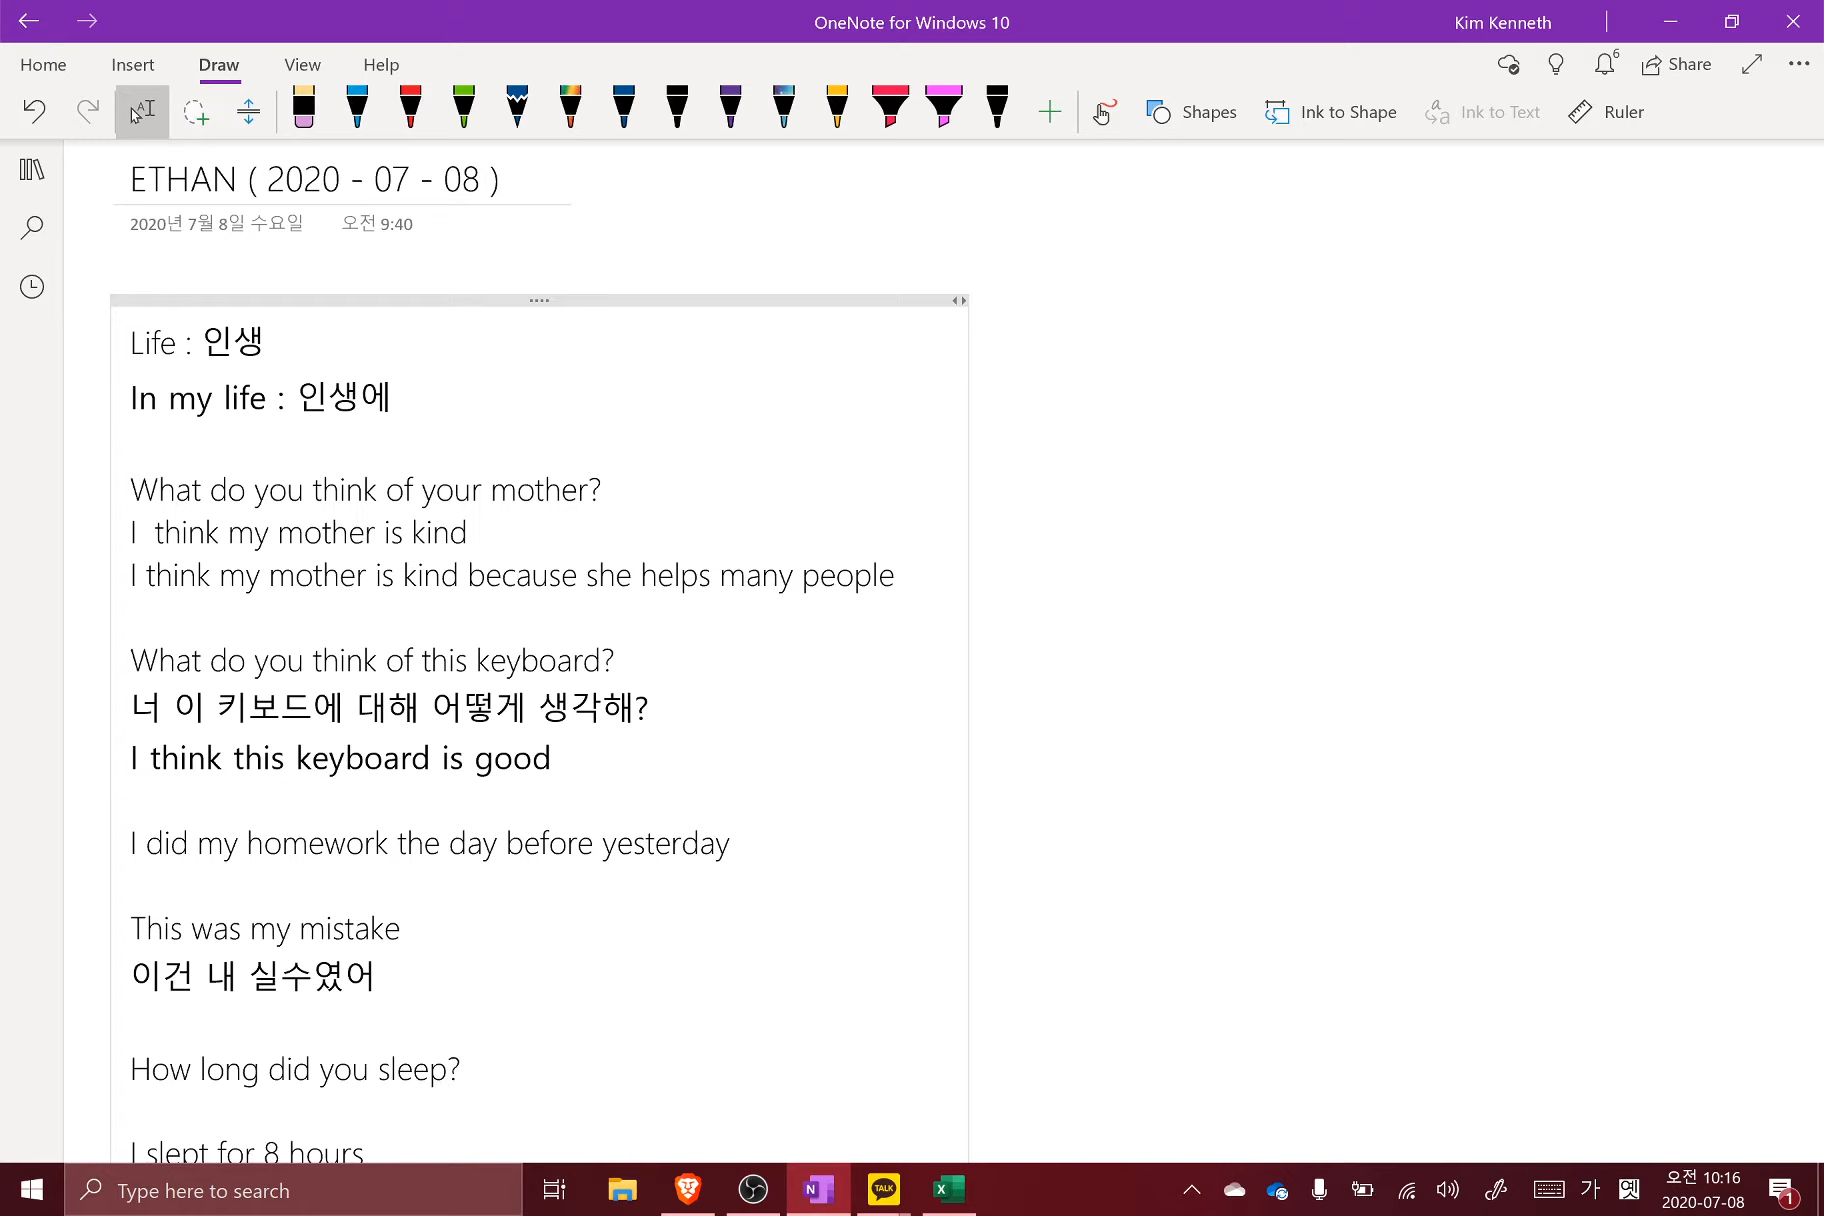 OneNote for Windows 10
Kim Kenneth
Home Insert Draw View Help
6
Share
Shapes
Ink to Shape
Ink to Text
Ruler
ETHAN ( 2020 - 07 - 08 )
2020년 7월 8일 수요일 오전 9:40
Life : 인생
In my life : 인생에
What do you think of your mother?
I think my mother is kind
I think my mother is kind because she helps many people
What do you think of this keyboard?
너 이 키보드에 대해 어떻게 생각해?
I think this keyboard is good
I did my homework the day before yesterday
This was my mistake
이건 내 실수였어
How long did you sleep?
I slept for 8 hours
Type here to search
N
TALK
X
가
옛
오전 10:16
2020-07-08
1